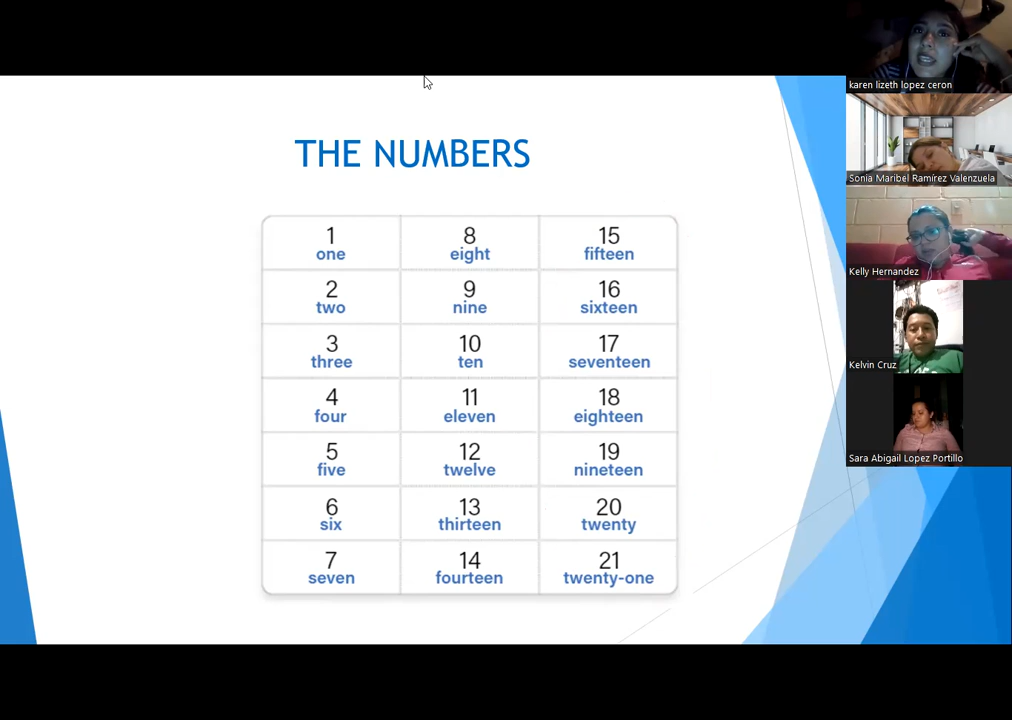 THE NUMBERS
1
one
8
eight
15
fifteen
2
two
9
nine
16
sixteen
3
three
10
ten
17
seventeen
4
four
11
eleven
18
eighteen
5
five
12
twelve
19
nineteen
6
six
13
thirteen
20
twenty
7
seven
14
fourteen
21
twenty-one
karen lizeth lopez ceron
Sonia Maribel Ramírez Valenzuela
Kelly Hernandez
Kelvin Cruz
Sara Abigail Lopez Portillo